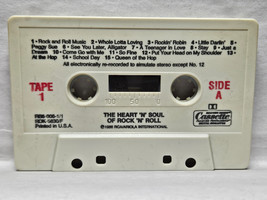 1 •Rock and Roll Music 2 •Whole Lotta Loving 3 •Rockin' Robin 4 •Little Darlin' 5 •
Peggy Sue 6 •See You Later, Alligator 7 •A Teenager In Love 8 •Stay 9 •Just a
Dream 10 •Come Go with Me 11 •So Fine 12 •Put Your Head on My Shoulder 13 •
At the Hop 14 •School Day 15 •Queen of the Hop
All electronically re-recorded to simulate stereo except No. 12
TAPE
1
SIDE
A
100 50 0
Printed in U.S.A.
THE HEART 'N' SOUL
OF ROCK 'N' ROLL
Cassette